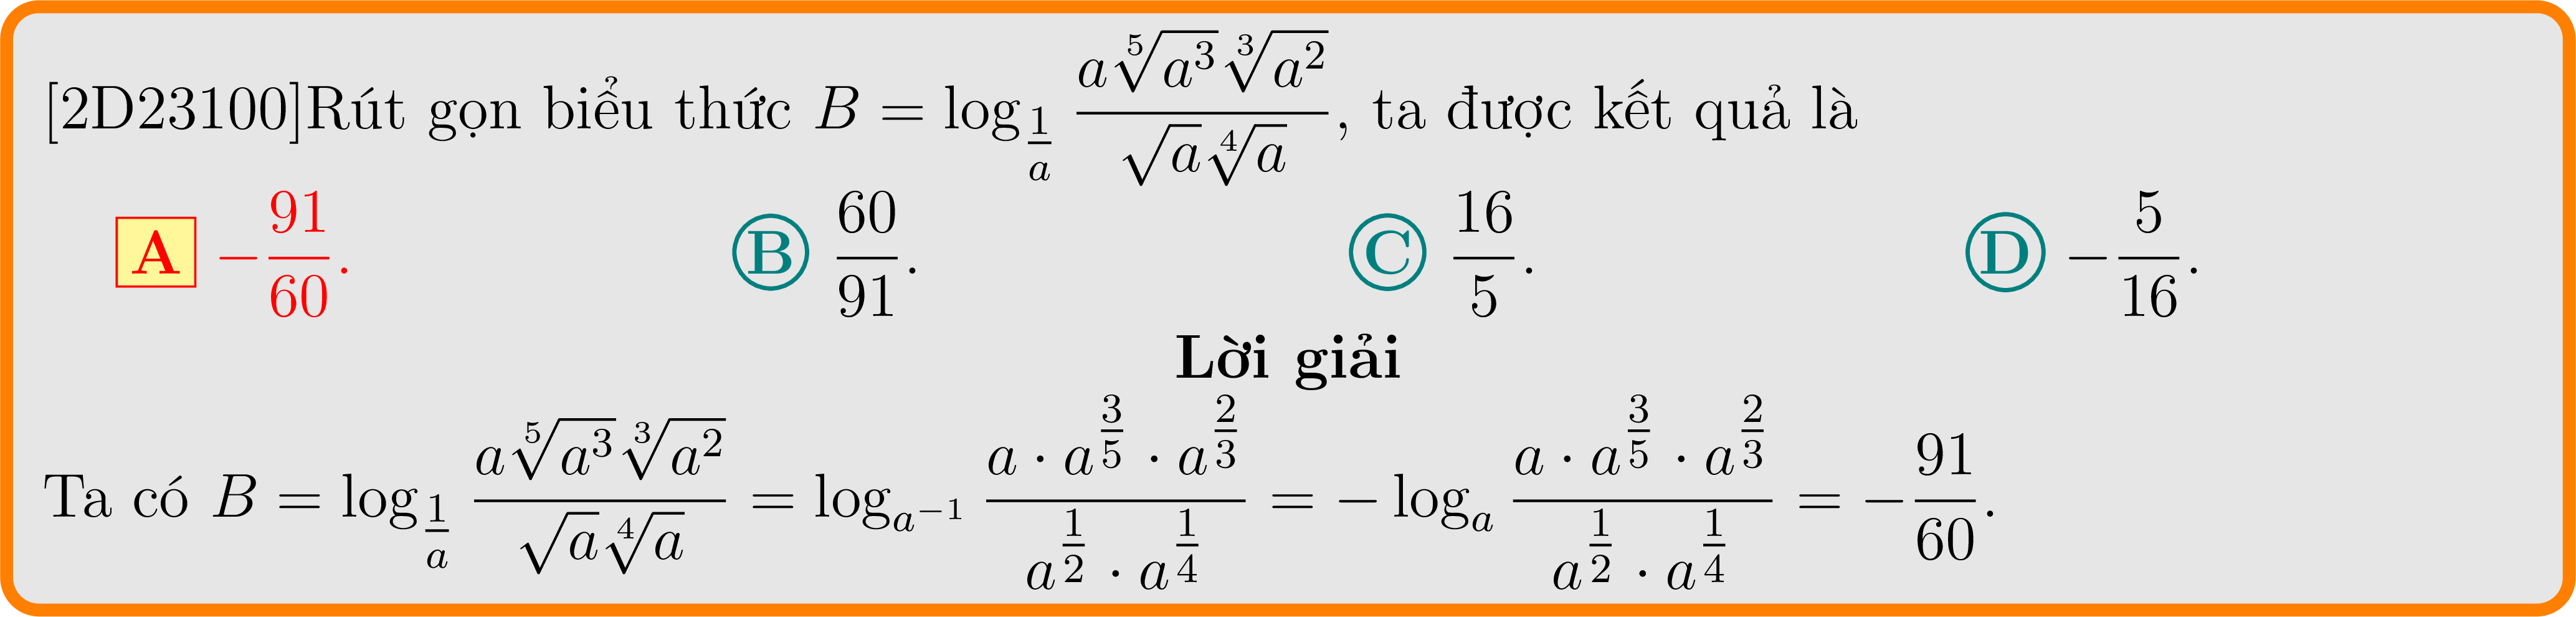 [2D23100]Rút gọn biểu thức $B = \log_{\frac{1}{a}} \frac{a\sqrt[5]{a^3}\sqrt[3]{a^2}}{\sqrt{a}\sqrt[4]{a}}$, ta được kết quả là
A $-\frac{91}{60}$. B $\frac{60}{91}$. C $\frac{16}{5}$. D $-\frac{5}{16}$.
Lời giải
Ta có $B = \log_{\frac{1}{a}} \frac{a\sqrt[5]{a^3}\sqrt[3]{a^2}}{\sqrt{a}\sqrt[4]{a}} = \log_{a^{-1}} \frac{a \cdot a^{\frac{3}{5}} \cdot a^{\frac{2}{3}}}{a^{\frac{1}{2}} \cdot a^{\frac{1}{4}}} = -\log_a \frac{a \cdot a^{\frac{3}{5}} \cdot a^{\frac{2}{3}}}{a^{\frac{1}{2}} \cdot a^{\frac{1}{4}}} = -\frac{91}{60}$.